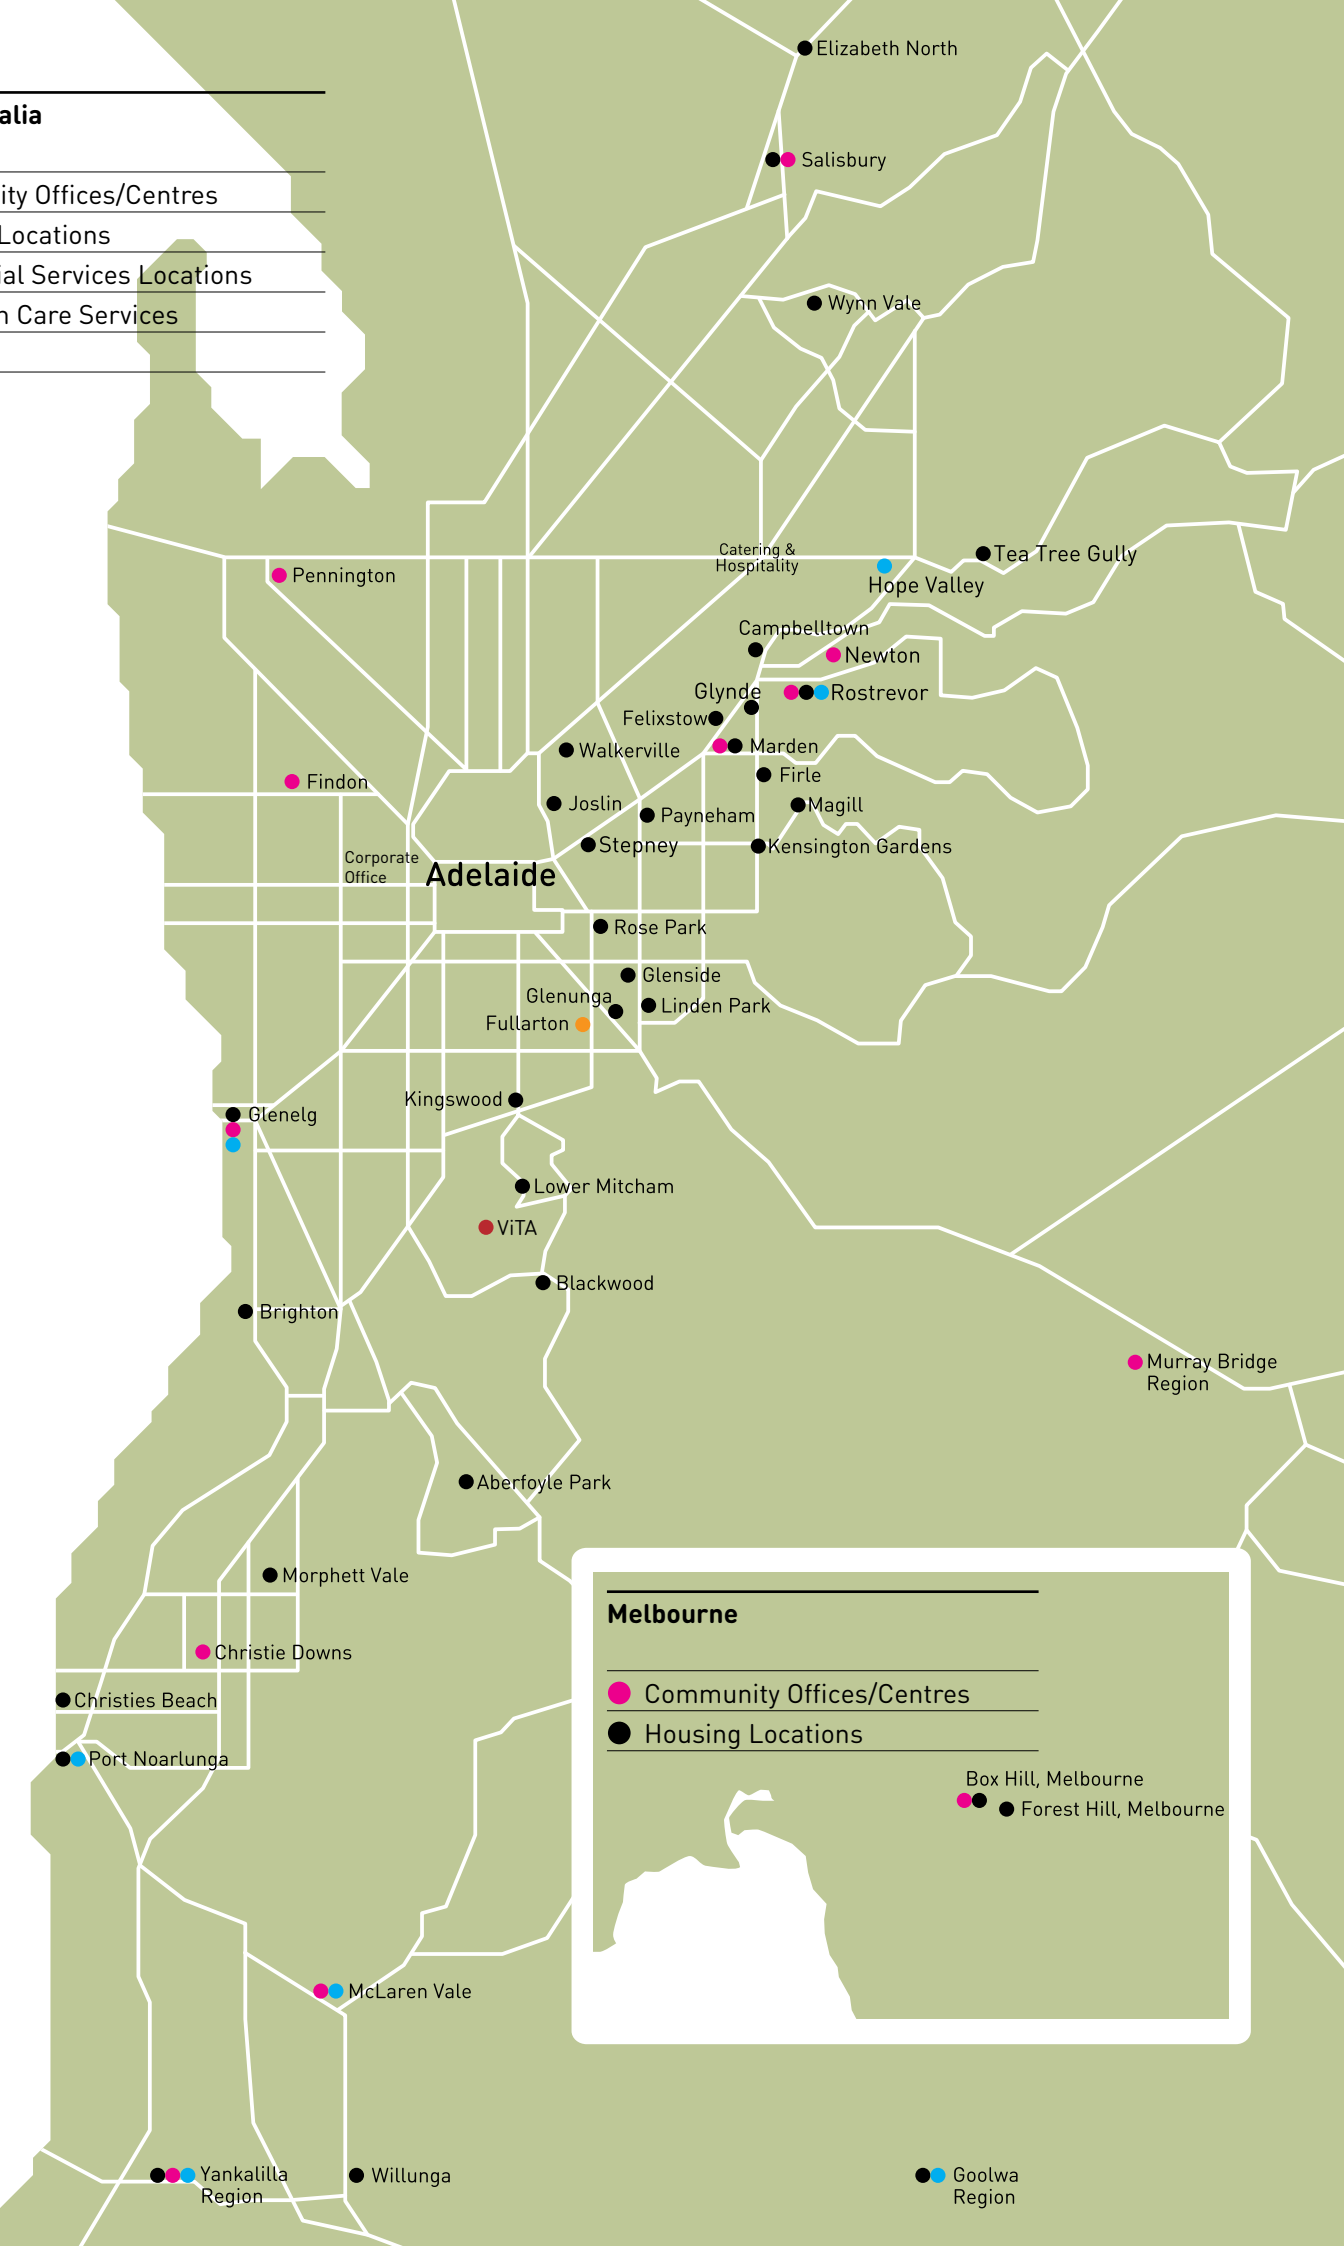 Elizabeth North
alia
Salisbury
ity Offices/Centres
Locations
ial Services Locations
Wynn Vale
n Care Services
Catering &
Hospitality
Tea Tree Gully
Hope Valley
Pennington
Campbelltown
Newton
Glynde
Rostrevor
Felixstow
Marden
Walkerville
Firle
Findon
Joslin
Magill
Payneham
Stepney
Kensington Gardens
Corporate
Office
Adelaide
Rose Park
Glenside
Glenunga
Linden Park
Fullarton
Kingswood
Glenelg
Lower Mitcham
ViTA
Blackwood
Brighton
Murray Bridge
Region
Aberfoyle Park
Morphett Vale
Christie Downs
Christies Beach
Port Noarlunga
Melbourne
Community Offices/Centres
Housing Locations
Box Hill, Melbourne
Forest Hill, Melbourne
McLaren Vale
Yankalilla
Region
Willunga
Goolwa
Region